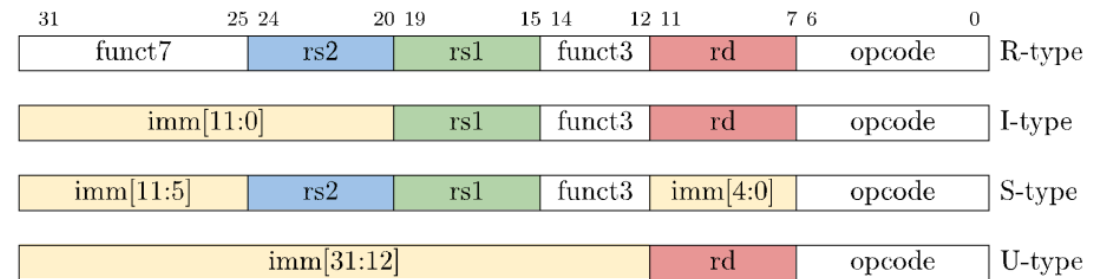 31 25 24 20 19 15 14 12 11 7 6 0
funct7 rs2 rs1 funct3 rd opcode R-type
imm[11:0] rs1 funct3 rd opcode I-type
imm[11:5] rs2 rs1 funct3 imm[4:0] opcode S-type
imm[31:12] rd opcode U-type